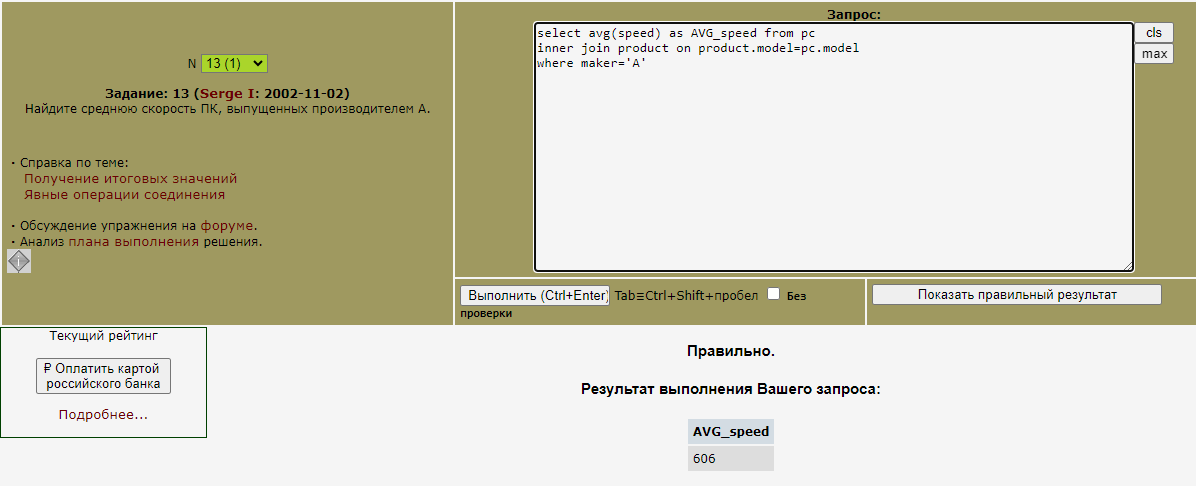 N 13 (1)
Задание: 13 (Serge I: 2002-11-02)
Найдите среднюю скорость ПК, выпущенных производителем A.
· Справка по теме:
Получение итоговых значений
Явные операции соединения
· Обсуждение упражнения на форуме.
· Анализ плана выполнения решения.
i
Запрос:
select avg(speed) as AVG_speed from pc
inner join product on product.model=pc.model
where maker='A'
cls
max
Выполнить (Ctrl+Enter) Tab≡Ctrl+Shift+пробел Без
проверки
Показать правильный результат
Текущий рейтинг
₽ Оплатить картой
российского банка
Подробнее...
Правильно.
Результат выполнения Вашего запроса:
AVG_speed
606